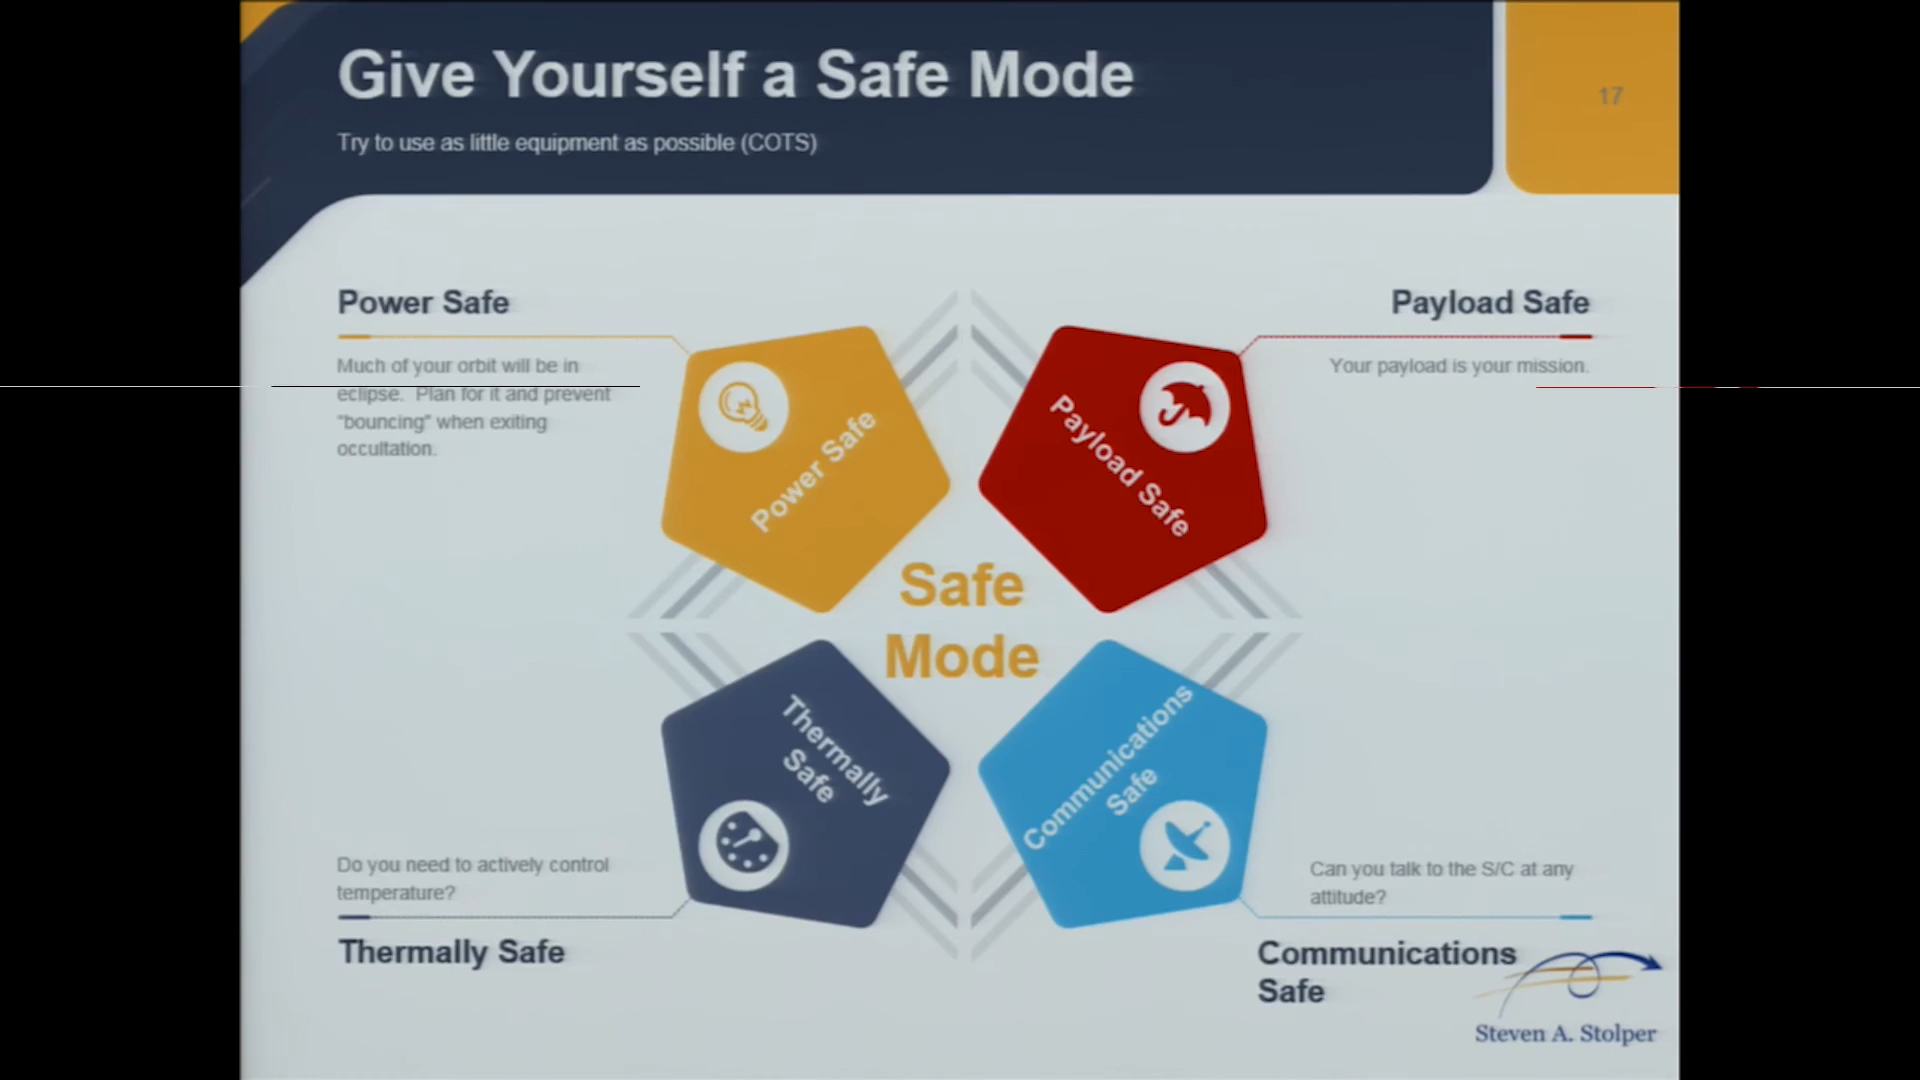 Give Yourself a Safe Mode
17
Try to use as little equipment as possible (COTS)
Power Safe
Much of your orbit will be in
eclipse.  Plan for it and prevent
"bouncing" when exiting
occultation.
Payload Safe
Your payload is your mission.
Power Safe
Payload Safe
Safe
Mode
Thermally
Safe
Communications
Safe
Do you need to actively control
temperature?
Thermally Safe
Can you talk to the S/C at any
attitude?
Communications
Safe
Steven A. Stolper